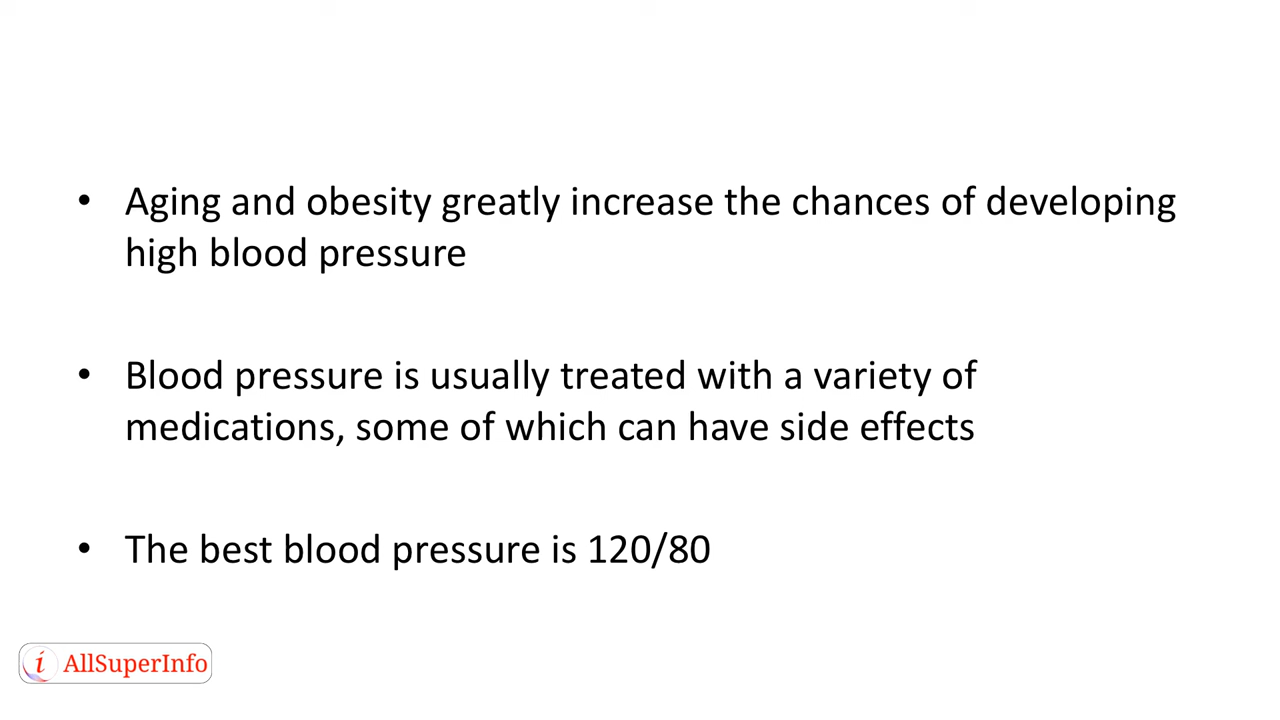 • Aging and obesity greatly increase the chances of developing
high blood pressure
• Blood pressure is usually treated with a variety of
medications, some of which can have side effects
• The best blood pressure is 120/80
i AllSuperInfo